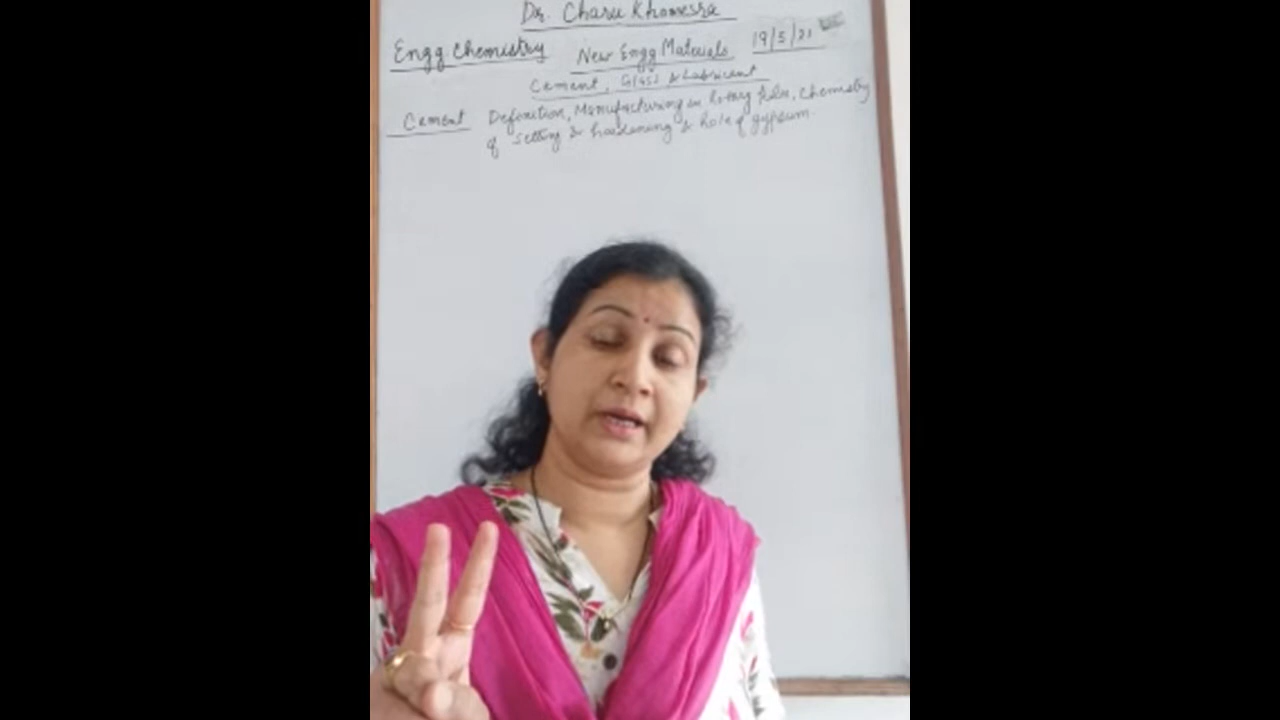 Dr. Charu Khamesra
Engg Chemistry New Engg Materials 19/5/21
Cement, Glass & Lubricant
Cement Definition, Manufacturing in Rotary kiln, Chemistry
of setting & hardening & Role of gypsum.